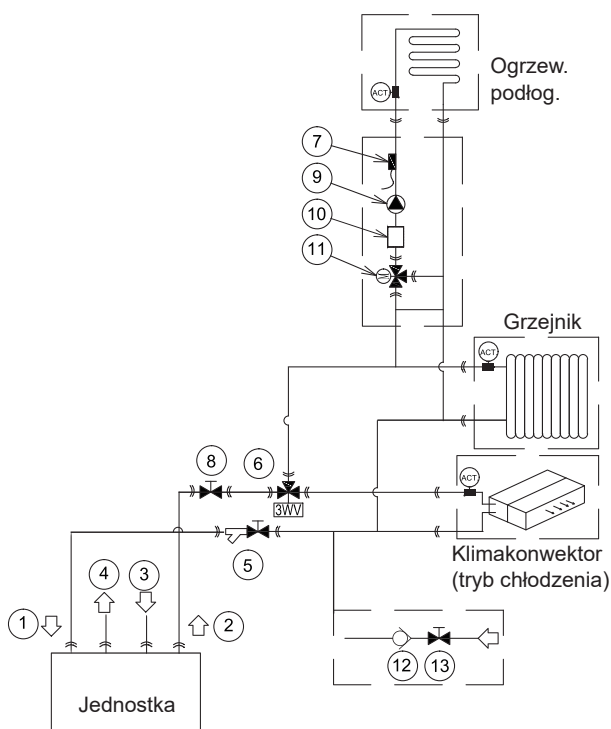 Ogrzew.
podłog.
ACT
7
9
10
11
Grzejnik
ACT
8
6
ACT
3WV
5
Klimakonwektor
(tryb chłodzenia)
4
3
1
2
12
13
Jednostka